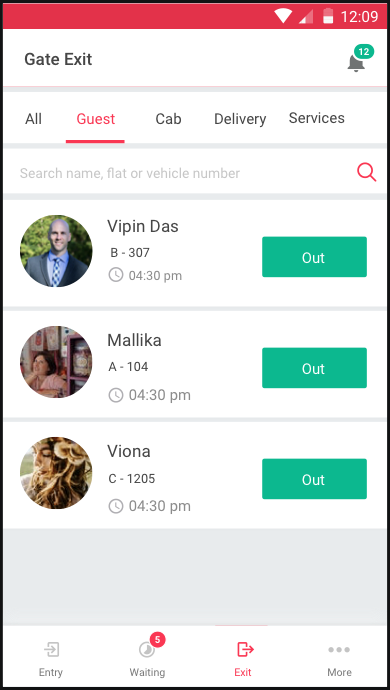 12:09
Gate Exit
12
All Guest Cab Delivery Services
Search name, flat or vehicle number
Vipin Das
B - 307
04:30 pm
Out
Mallika
A - 104
04:30 pm
Out
Viona
C - 1205
04:30 pm
Out
5
Entry Waiting Exit More